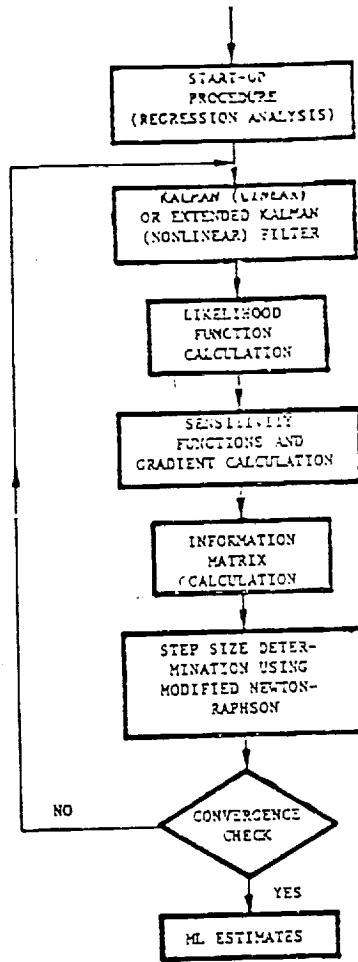 START-UP
PROCEDURE
(REGRESSION ANALYSIS)
KALMAN (LINEAR)
OR EXTENDED KALMAN
(NONLINEAR) FILTER
LIKELIHOOD
FUNCTION
CALCULATION
SENSITIVITY
FUNCTIONS AND
GRADIENT CALCULATION
INFORMATION
MATRIX
CALCULATION
STEP SIZE DETER-
MINATION USING
MODIFIED NEWTON-
RAPHSON
NO
CONVERGENCE
CHECK
YES
ML ESTIMATES